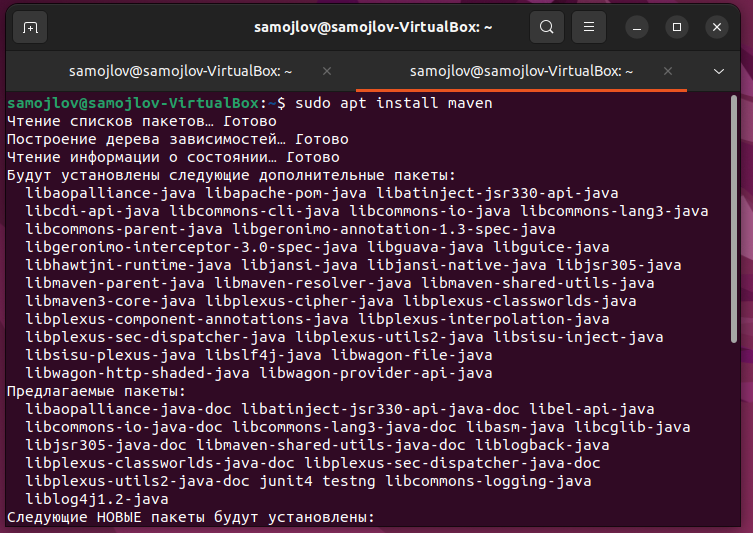 samojlov@samojlov-VirtualBox: ~
samojlov@samojlov-VirtualBox: ~
samojlov@samojlov-VirtualBox: ~
samojlov@samojlov-VirtualBox:~$ sudo apt install maven
Чтение списков пакетов… Готово
Построение дерева зависимостей… Готово
Чтение информации о состоянии… Готово
Будут установлены следующие дополнительные пакеты:
libaopalliance-java libapache-pom-java libatinject-jsr330-api-java
libcdi-api-java libcommons-cli-java libcommons-io-java libcommons-lang3-java
libcommons-parent-java libgeronimo-annotation-1.3-spec-java
libgeronimo-interceptor-3.0-spec-java libguava-java libguice-java
libhawtjni-runtime-java libjansi-java libjansi-native-java libjsr305-java
libmaven-parent-java libmaven-resolver-java libmaven-shared-utils-java
libmaven3-core-java libplexus-cipher-java libplexus-classworlds-java
libplexus-component-annotations-java libplexus-interpolation-java
libplexus-sec-dispatcher-java libplexus-utils2-java libsisu-inject-java
libsisu-plexus-java libslf4j-java libwagon-file-java
libwagon-http-shaded-java libwagon-provider-api-java
Предлагаемые пакеты:
libaopalliance-java-doc libatinject-jsr330-api-java-doc libel-api-java
libcommons-io-java-doc libcommons-lang3-java-doc libasm-java libcglib-java
libjsr305-java-doc libmaven-shared-utils-java-doc liblogback-java
libplexus-classworlds-java-doc libplexus-sec-dispatcher-java-doc
libplexus-utils2-java-doc junit4 testng libcommons-logging-java
liblog4j1.2-java
Следующие НОВЫЕ пакеты будут установлены: